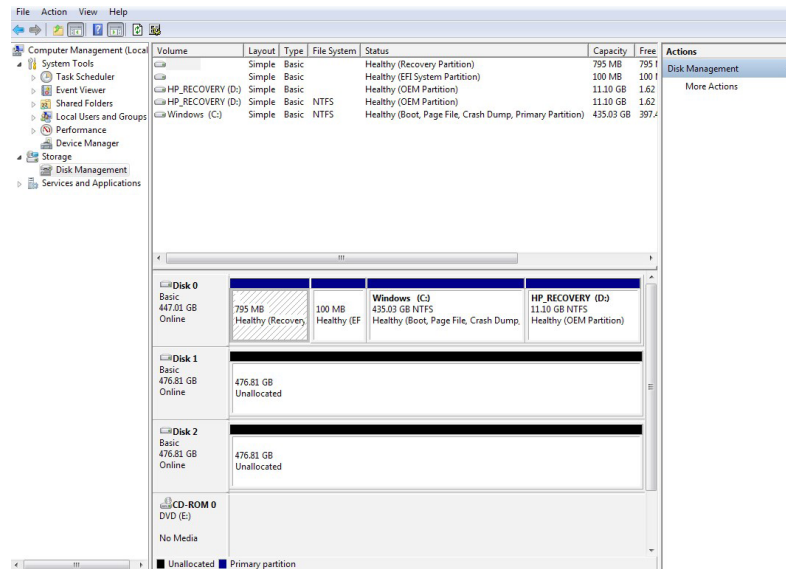 File Action View Help
Computer Management (Local
System Tools
Task Scheduler
Event Viewer
Shared Folders
Local Users and Groups
Performance
Device Manager
Storage
Disk Management
Services and Applications
Volume Layout Type File System Status Capacity Free
Simple Basic Healthy (Recovery Partition) 795 MB 795
Simple Basic Healthy (EFI System Partition) 100 MB 100
HP_RECOVERY (D:) Simple Basic Healthy (OEM Partition) 11.10 GB 1.62
HP_RECOVERY (D:) Simple Basic NTFS Healthy (OEM Partition) 11.10 GB 1.62
Windows (C:) Simple Basic NTFS Healthy (Boot, Page File, Crash Dump, Primary Partition) 435.03 GB 397.4
Actions
Disk Management
More Actions
Disk 0
Basic
447.01 GB
Online
795 MB
Healthy (Recovery
100 MB
Healthy (EF
Windows (C:)
435.03 GB NTFS
Healthy (Boot, Page File, Crash Dump,
HP_RECOVERY (D:)
11.10 GB NTFS
Healthy (OEM Partition)
Disk 1
Basic
476.81 GB
Online
476.81 GB
Unallocated
Disk 2
Basic
476.81 GB
Online
476.81 GB
Unallocated
CD-ROM 0
DVD (E:)
No Media
Unallocated Primary partition